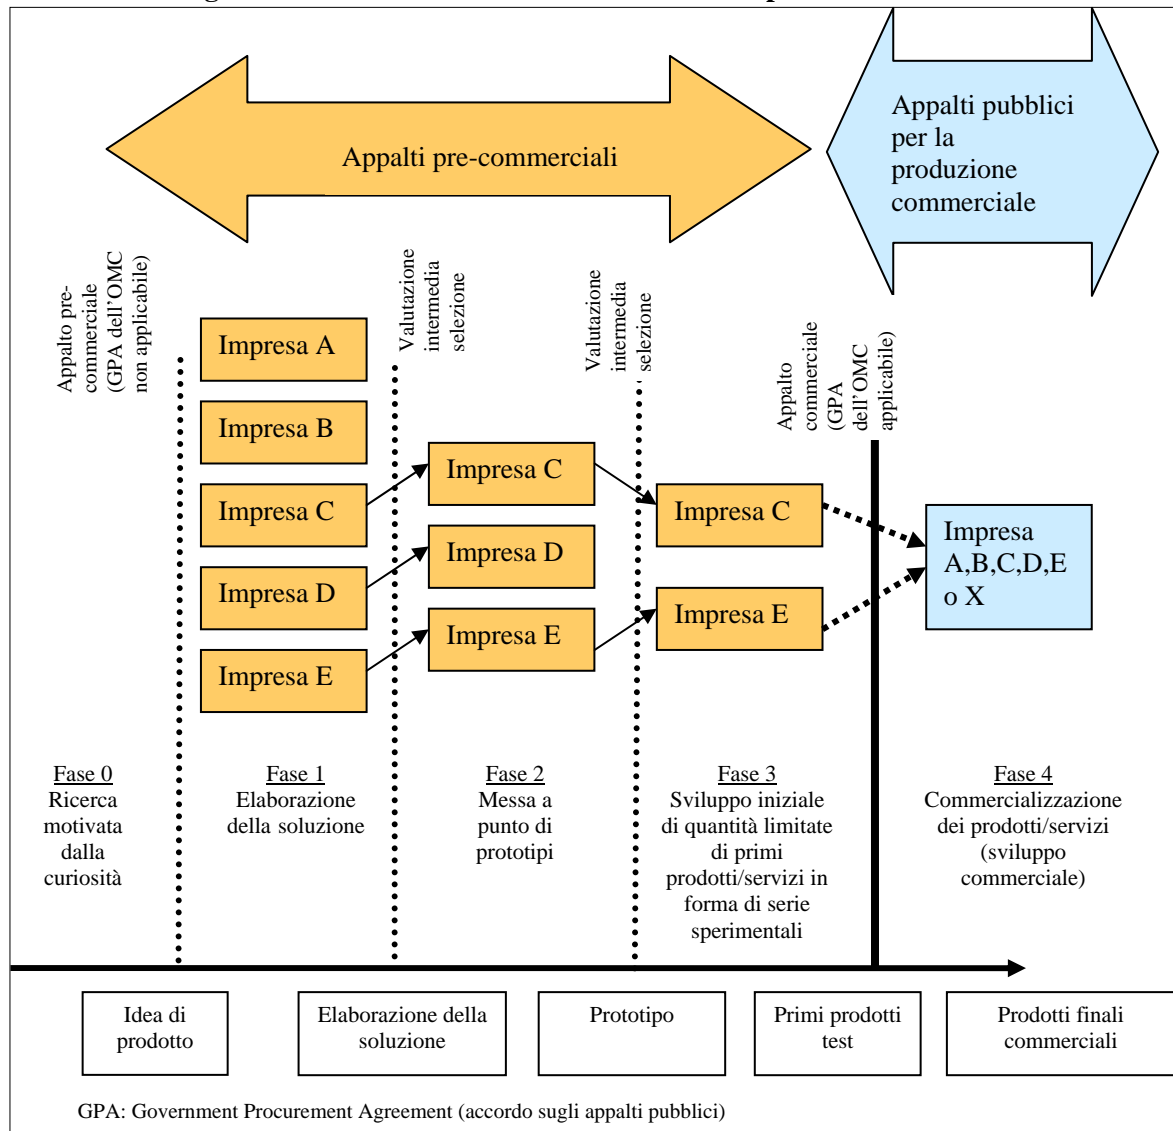 Appalti pre-commerciali
Appalti pubblici
per la
produzione
commerciale
Appalto pre-
commerciale
(GPA dell’OMC
non applicabile)
Valutazione
intermedia
selezione
Valutazione
intermedia
selezione
Appalto
commerciale
(GPA
dell’OMC
applicabile)
Impresa A
Impresa B
Impresa C
Impresa D
Impresa E
Impresa C
Impresa D
Impresa E
Impresa C
Impresa E
Impresa
A,B,C,D,E
o X
Fase 0
Ricerca
motivata
dalla
curiosità
Fase 1
Elaborazione
della soluzione
Fase 2
Messa a
punto di
prototipi
Fase 3
Sviluppo iniziale
di quantità limitate
di primi
prodotti/servizi in
forma di serie
sperimentali
Fase 4
Commercializzazione
dei prodotti/servizi
(sviluppo
commerciale)
Idea di
prodotto
Elaborazione della
soluzione
Prototipo
Primi prodotti
test
Prodotti finali
commerciali
GPA: Government Procurement Agreement (accordo sugli appalti pubblici)